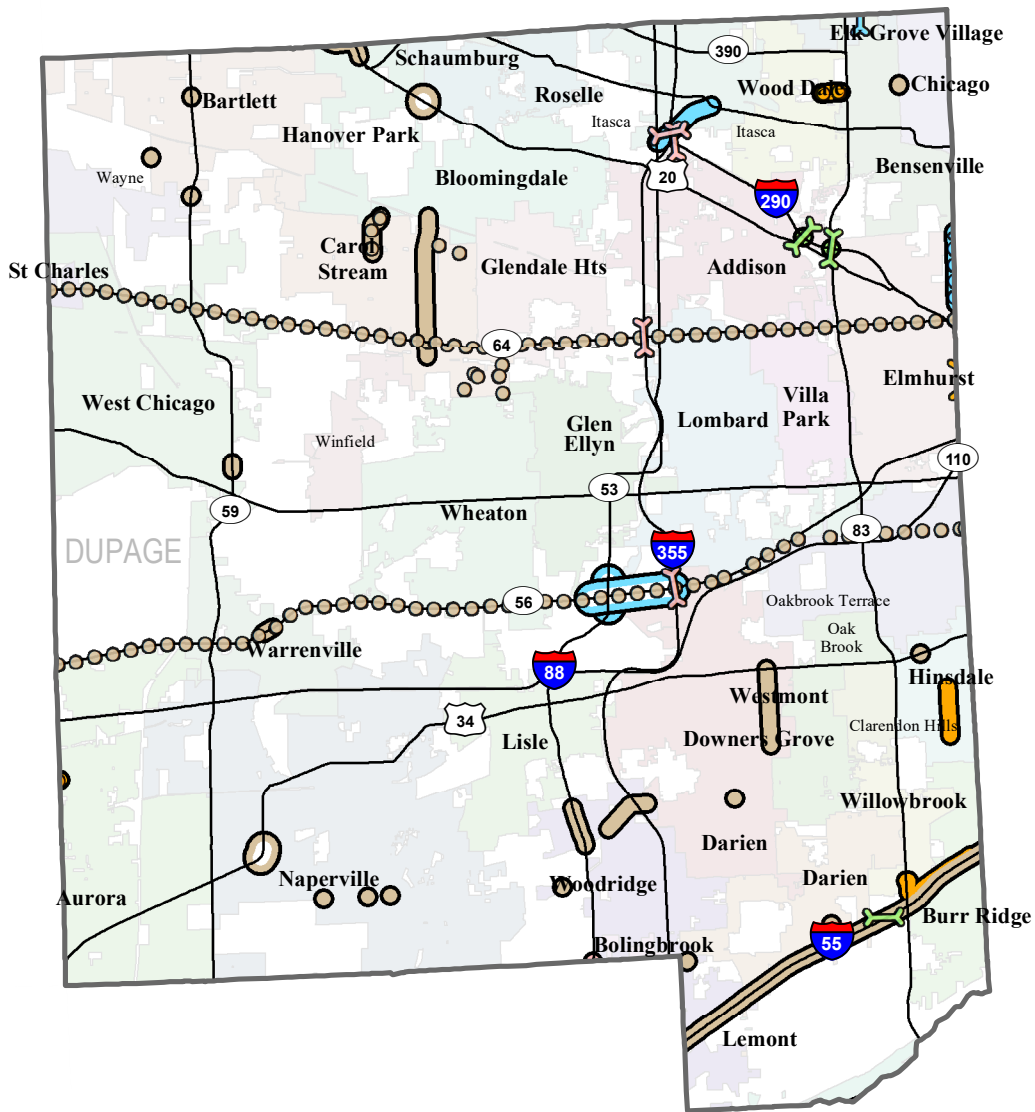 Elk Grove Village
390
Schaumburg
Wood Dale
Chicago
Roselle
Bartlett
Itasca
Itasca
Hanover Park
Bensenville
Wayne
Bloomingdale
20
290
Carol
Stream
St Charles
Glendale Hts
Addison
64
Elmhurst
Villa
Park
West Chicago
Glen
Ellyn
Lombard
Winfield
110
53
59
Wheaton
83
DUPAGE
355
56
Oakbrook Terrace
Oak
Brook
Warrenville
88
Hinsdale
Westmont
34
Clarendon Hills
Lisle
Downers Grove
Willowbrook
Darien
Naperville
Woodridge
Darien
Aurora
Burr Ridge
Bolingbrook
55
Lemont